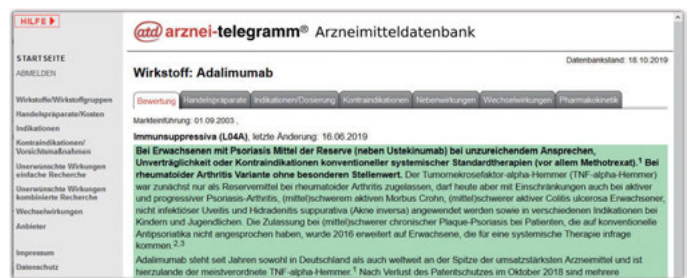 HILFE
atd arznei-telegramm® Arzneimitteldatenbank
STARTSEITE
ABMELDEN
Wirkstoffe/Wirkstoffgruppen
Handelspräparate/Kosten
Indikationen
Kontraindikationen/
Vorsichtsmaßnahmen
Unerwünschte Wirkungen
einfache Recherche
Unerwünschte Wirkungen
kombinierte Recherche
Wechselwirkungen
Anbieter
Impressum
Datenschutz
Datenbankstand: 18.10.2019
Wirkstoff: Adalimumab
Bewertung Handelspräparate Indikationen/Dosierung Kontraindikationen Nebenwirkungen Wechselwirkungen Pharmakokinetik
Markteinführung: 01.09.2003 ,
Immunsuppressiva (L04A), letzte Änderung: 16.06.2019
Bei Erwachsenen mit Psoriasis Mittel der Reserve (neben Ustekinumab) bei unzureichendem Ansprechen,
Unverträglichkeit oder Kontraindikationen konventioneller systemischer Standardtherapien (vor allem Methotrexat).1 Bei
rheumatoider Arthritis Variante ohne besonderen Stellenwert. Der Tumornekrosefaktor-alpha-Hemmer (TNF-alpha-Hemmer)
war zunächst nur als Reservemittel bei rheumatoider Arthritis zugelassen, darf heute aber mit Einschränkungen auch bei aktiver
und progressiver Psoriasis-Arthritis, (mittel)schwerem aktiven Morbus Crohn, (mittel)schwerer aktiver Colitis ulcerosa Erwachsener,
nicht infektiöser Uveitis und Hidradenitis suppurativa (Akne inversa) angewendet werden sowie in verschiedenen Indikationen bei
Kindern und Jugendlichen. Die Zulassung bei (mittel)schwerer chronischer Plaque-Psoriasis bei Patienten, die auf konventionelle
Antipsoriatika nicht angesprochen haben, wurde 2016 erweitert auf Erwachsene, die für eine systemische Therapie infrage
kommen.2,3
Adalimumab steht seit Jahren sowohl in Deutschland als auch weltweit an der Spitze der umsatzstärksten Arzneimittel und ist
hierzulande der meistverordnete TNF-alpha-Hemmer.1 Nach Verlust des Patentschutzes im Oktober 2018 sind mehrere